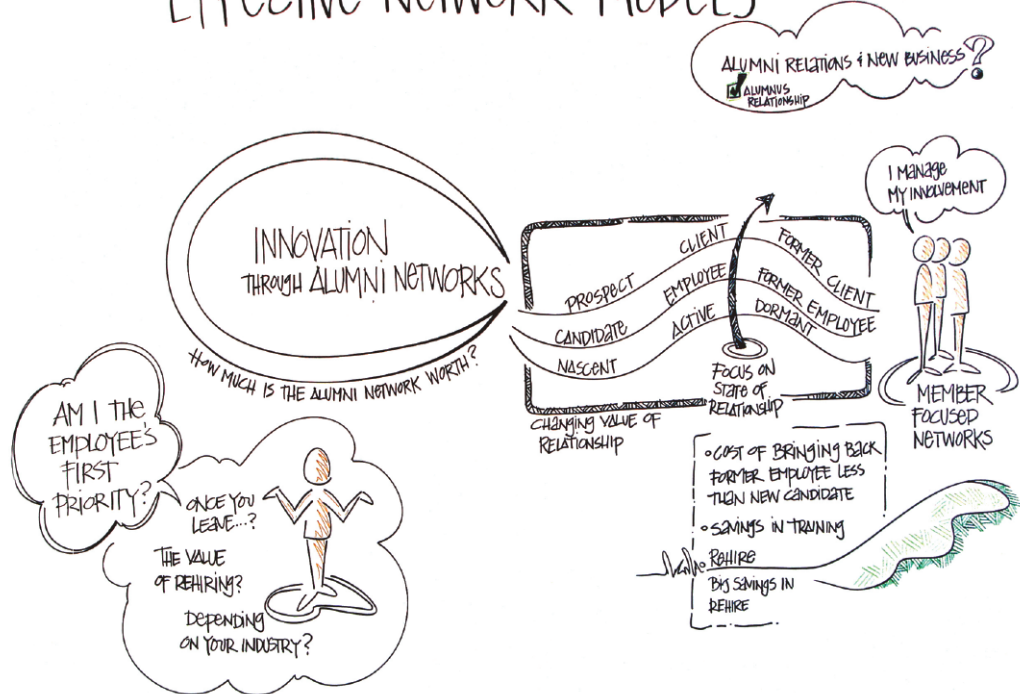 EFFECTIVE NETWORK MODELS
ALUMNI RELATIONS & NEW BUSINESS?
ALUMNUS
RELATIONSHIP
I MANAGE
MY INVOLVEMENT
INNOVATION
THROUGH ALUMNI NETWORKS
HOW MUCH IS THE ALUMNI NETWORK WORTH?
PROSPECT CLIENT FORMER CLIENT
CANDIDATE EMPLOYEE FORMER EMPLOYEE
NASCENT ACTIVE DORMANT
FOCUS ON
STATE OF
RELATIONSHIP
CHANGING VALUE OF
RELATIONSHIP
MEMBER
FOCUSED
NETWORKS
AM I THE
EMPLOYEE'S
FIRST
PRIORITY?
ONCE YOU
LEAVE...?
THE VALUE
OF REHIRING?
DEPENDING
ON YOUR INDUSTRY?
• COST OF BRINGING BACK
FORMER EMPLOYEE LESS
THAN NEW CANDIDATE
• SAVINGS IN TRAINING
REHIRE
BIG SAVINGS IN
REHIRE